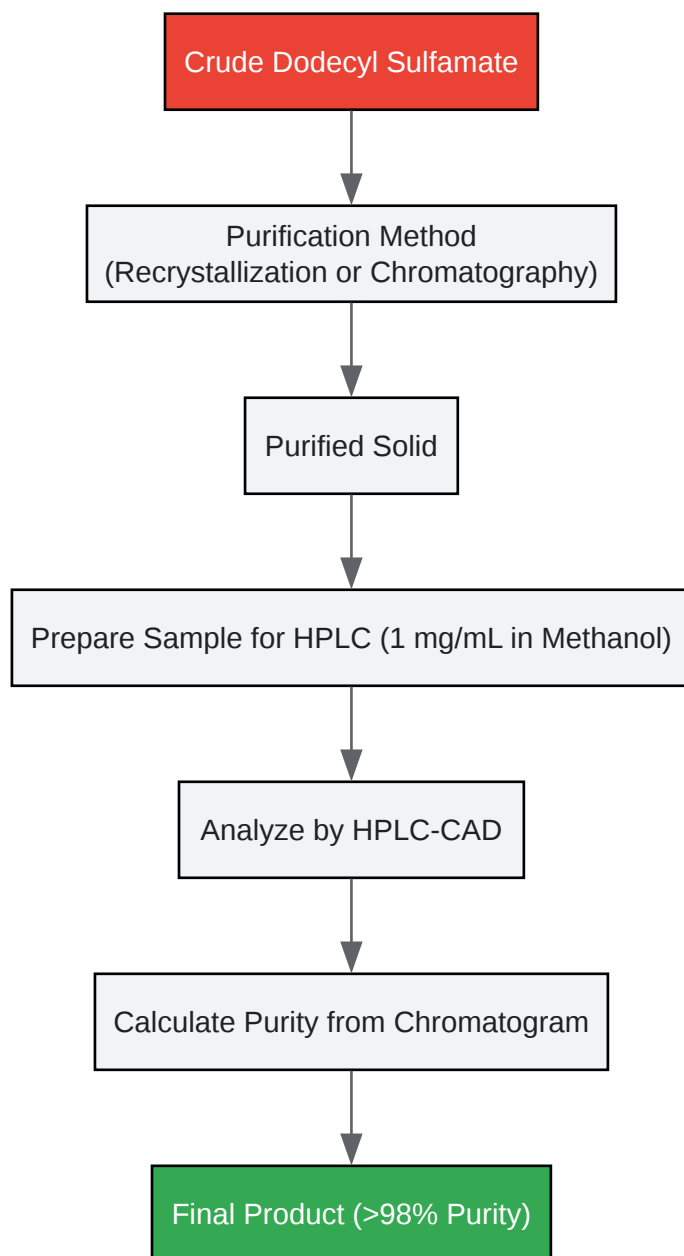 Crude Dodecyl Sulfamate
Purification Method
(Recrystallization or Chromatography)
Purified Solid
Prepare Sample for HPLC (1 mg/mL in Methanol)
Analyze by HPLC-CAD
Calculate Purity from Chromatogram
Final Product (>98% Purity)